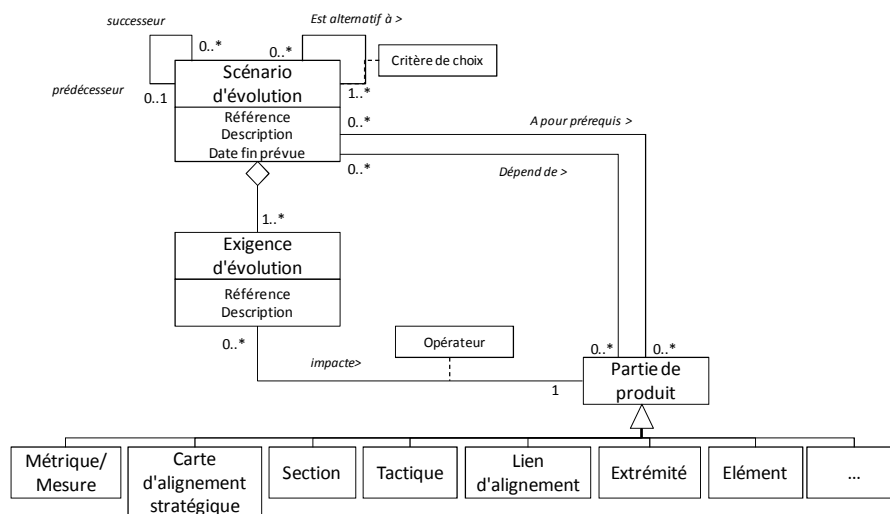 successeur
Est alternatif à >
0..*
0..*
Critère de choix
Scénario
d'évolution
prédécesseur
0..1
1..*
Référence
Description
Date fin prévue
0..*
A pour prérequis >
0..*
Dépend de >
1..*
Exigence
d'évolution
Référence
Description
0..*
Opérateur
impacte>
0..*
0..*
1
Partie de
produit
Métrique/
Mesure
Carte
d'alignement
stratégique
Section
Tactique
Lien
d'alignement
Extrémité
Elément
...